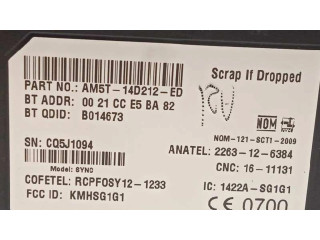 PART NO.: AM5T-14D212-ED
Scrap If Dropped
BT ADDR: 00 21 CC E5 BA 82
BT QDID: B014673
NOM
NOM-121-SCT1-2009
SN: CQ5J1094
ANATEL: 2263-12-6384
Model: SYNC
CNC: 16-11131
COFETEL: RCPFOSY12-1233
IC: 1422A-SG1G1
FCC ID: KMHSG1G1
CE 0700